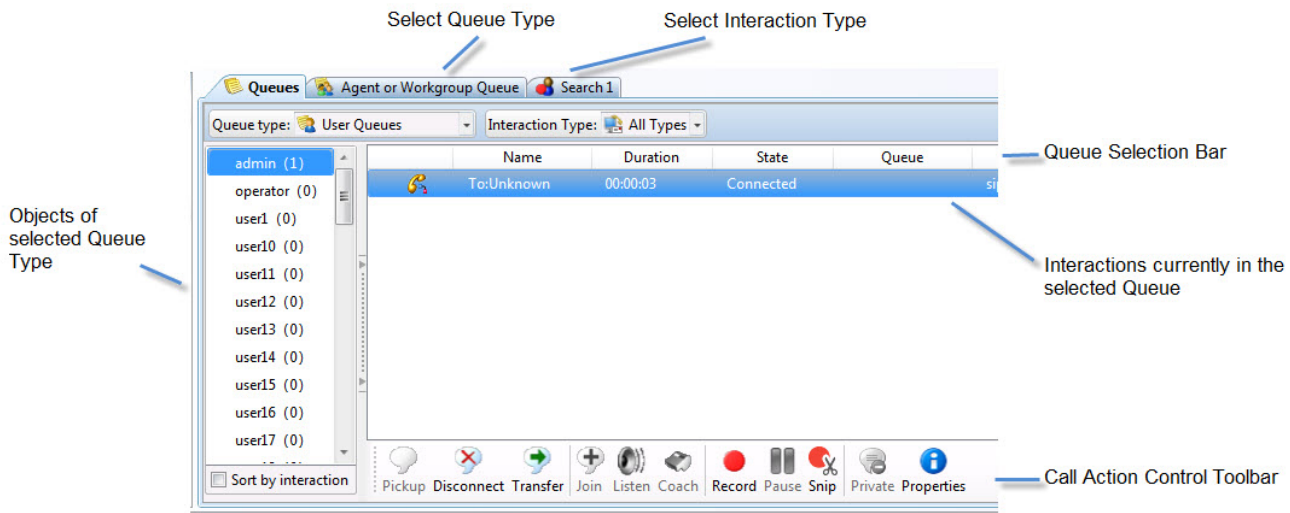 Select Queue Type
Select Interaction Type
Queues
Agent or Workgroup Queue
Search 1
Queue type: User Queues
Interaction Type: All Types
Name Duration State Queue
Queue Selection Bar
admin (1)
To:Unknown 00:00:03 Connected
operator (0)
user1 (0)
Objects of
selected Queue
Type
user10 (0)
user11 (0)
Interactions currently in the
selected Queue
user12 (0)
user13 (0)
user14 (0)
user15 (0)
user16 (0)
user17 (0)
Sort by interaction
Pickup Disconnect Transfer Join Listen Coach Record Pause Snip Private Properties
Call Action Control Toolbar